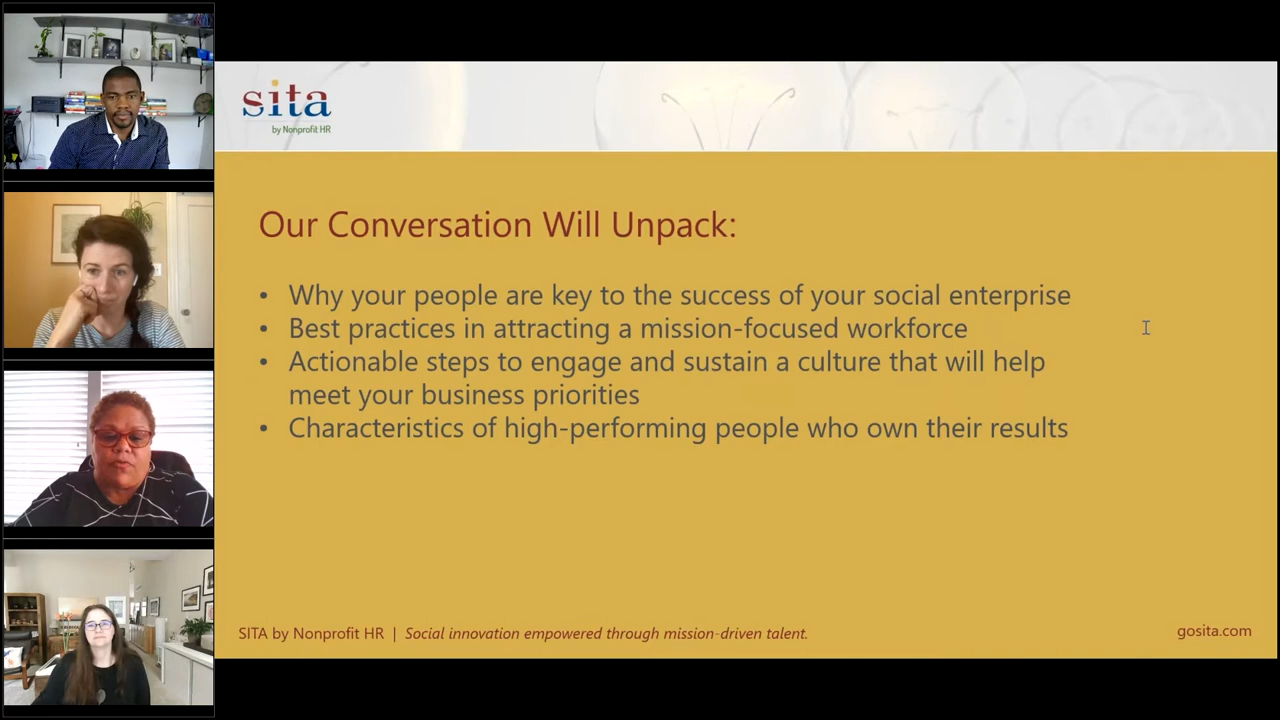 sita
by Nonprofit HR
Our Conversation Will Unpack:
• Why your people are key to the success of your social enterprise
• Best practices in attracting a mission-focused workforce
• Actionable steps to engage and sustain a culture that will help
meet your business priorities
• Characteristics of high-performing people who own their results
SITA by Nonprofit HR | Social innovation empowered through mission-driven talent.
gosita.com